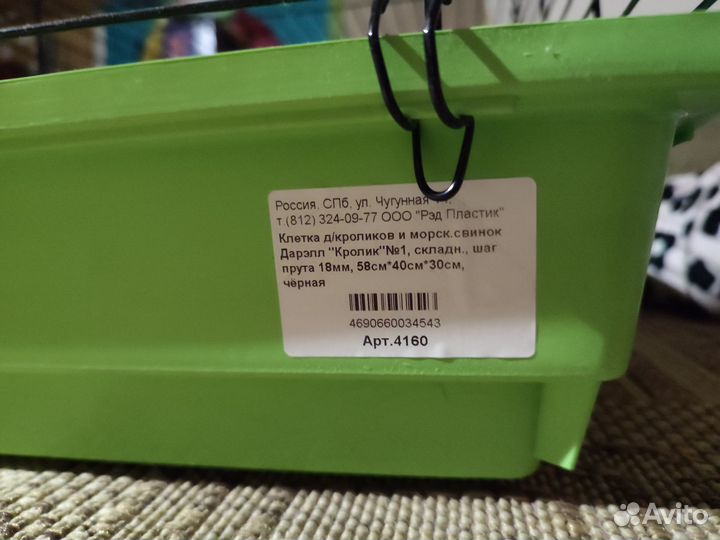 Россия, СПб, ул. Чугунная
т.(812) 324-09-77 ООО "Рэд Пластик"
Клетка д/кроликов и морск.свинок
Дарэлл "Кролик"№1, складн., шаг
прута 18мм, 58см*40см*30см,
чёрная
4690660034543
Арт.4160
Avito